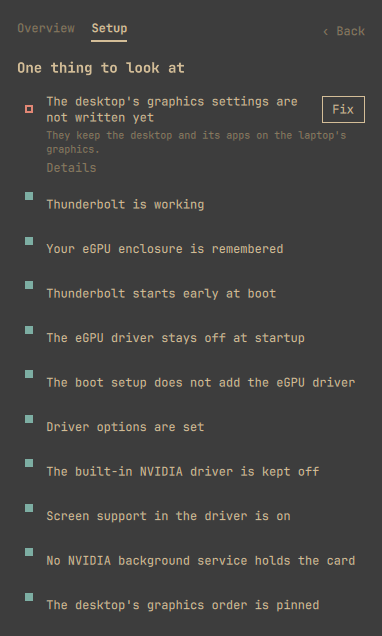 Overview Setup ‹ Back
One thing to look at
The desktop's graphics settings are
not written yet
Fix
They keep the desktop and its apps on the laptop's
graphics.
Details
Thunderbolt is working
Your eGPU enclosure is remembered
Thunderbolt starts early at boot
The eGPU driver stays off at startup
The boot setup does not add the eGPU driver
Driver options are set
The built-in NVIDIA driver is kept off
Screen support in the driver is on
No NVIDIA background service holds the card
The desktop's graphics order is pinned